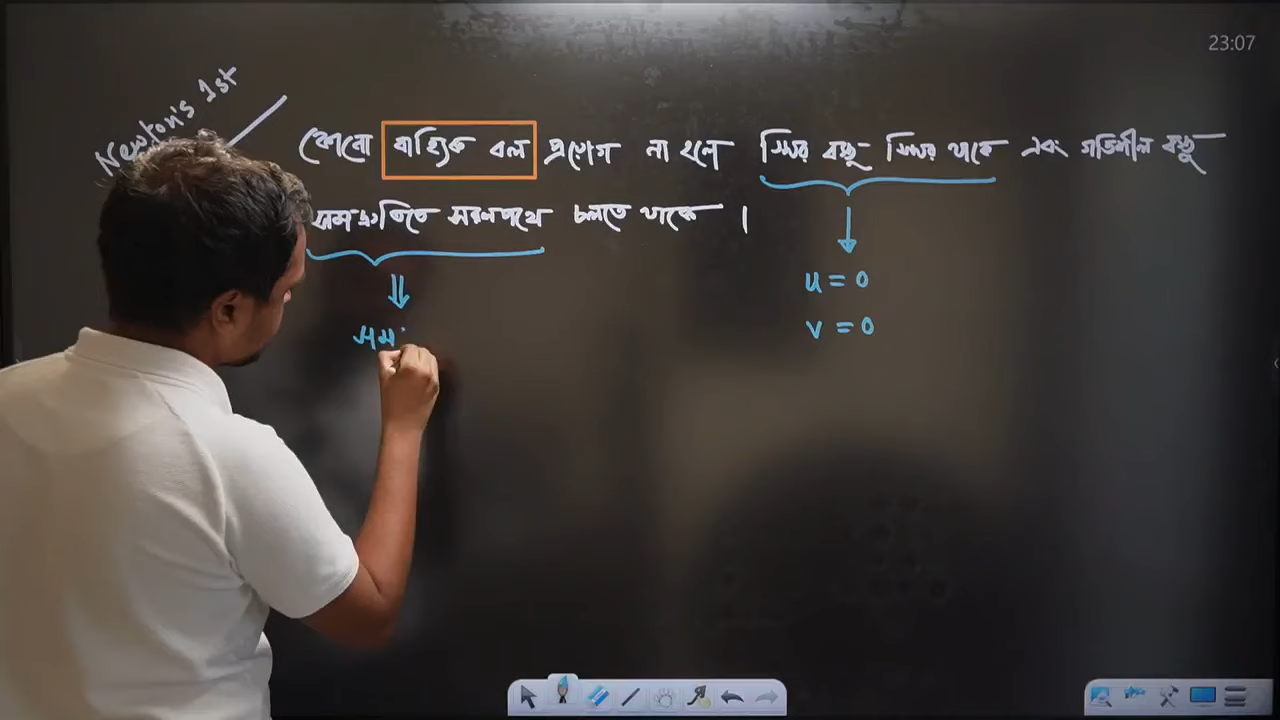 23:07
Newton's 1st
কোনো বাহ্যিক বল প্রয়োগ না হলে স্থির বস্তু স্থির থাকে এবং গতিশীল বস্তু
সমদ্রুতিতে সরলপথে চলতে থাকে ।
u = 0
v = 0
সম